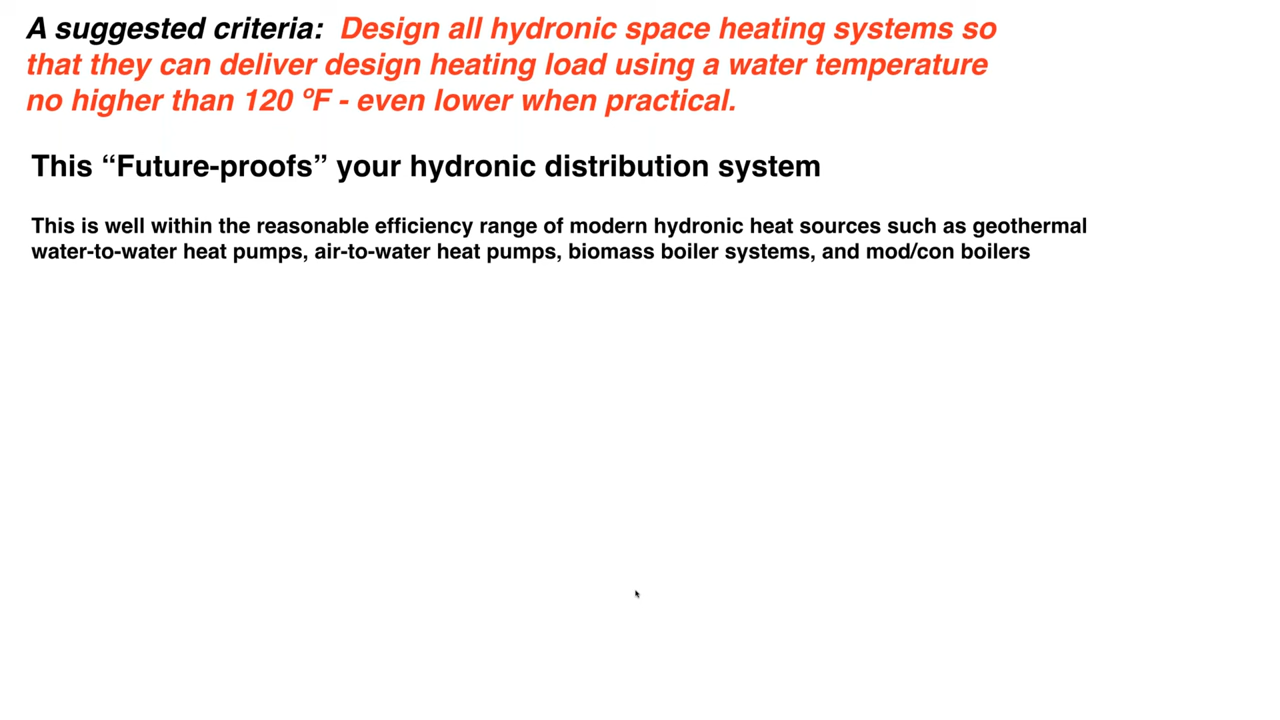 A suggested criteria: Design all hydronic space heating systems so
that they can deliver design heating load using a water temperature
no higher than 120 ºF - even lower when practical.
This “Future-proofs” your hydronic distribution system
This is well within the reasonable efficiency range of modern hydronic heat sources such as geothermal
water-to-water heat pumps, air-to-water heat pumps, biomass boiler systems, and mod/con boilers